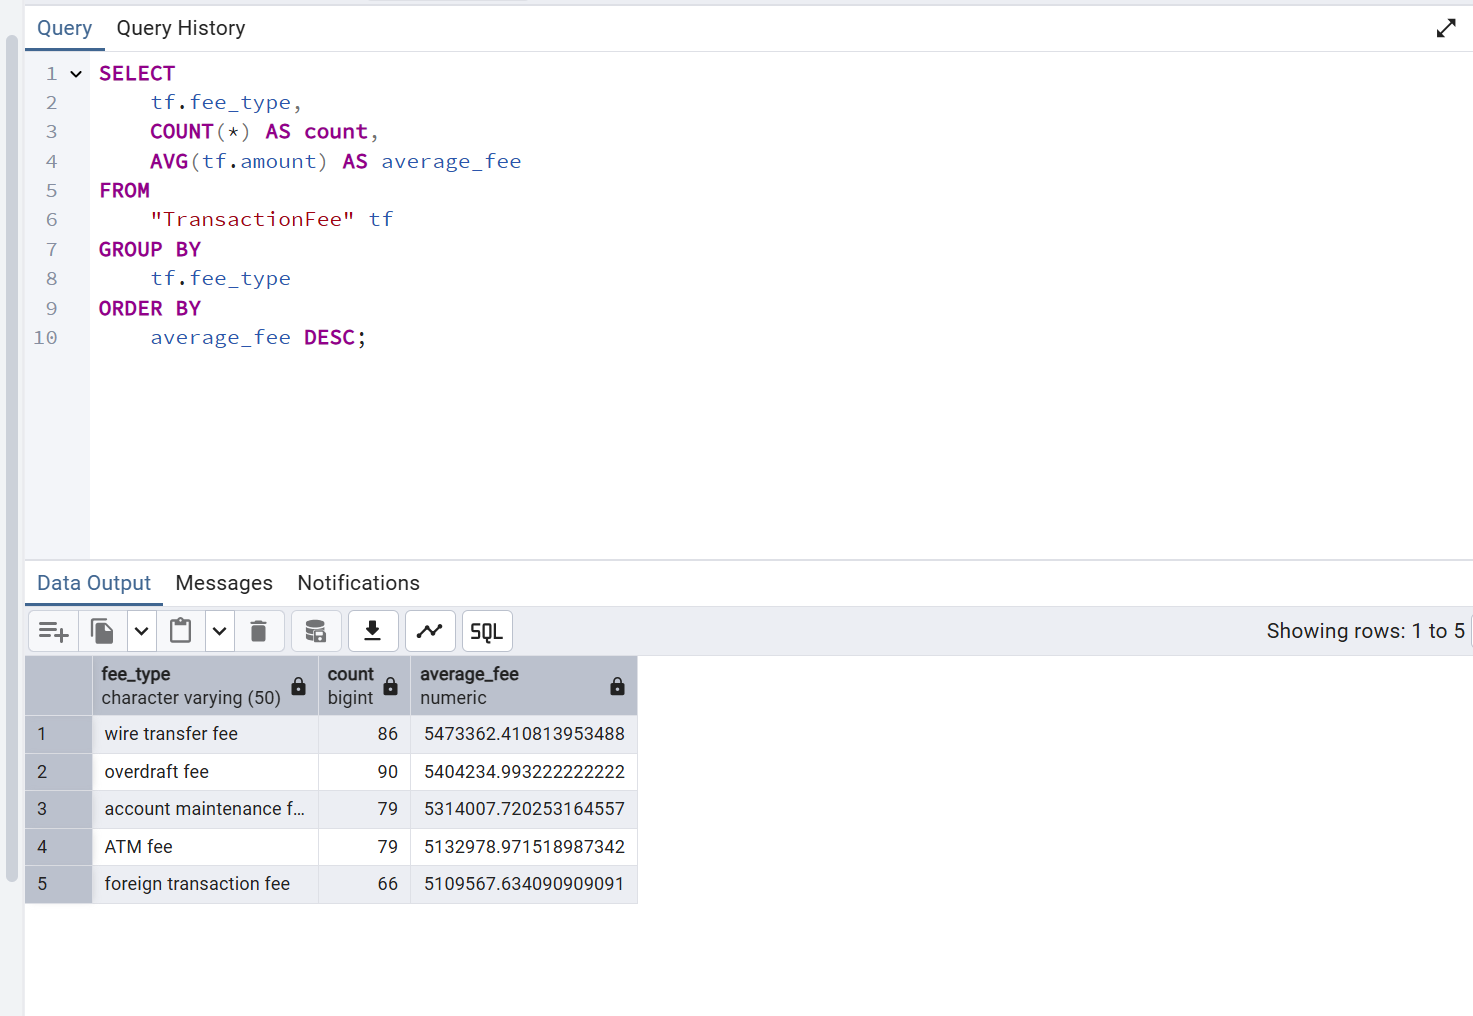 Query Query History
1 SELECT
2 tf.fee_type,
3 COUNT(*) AS count,
4 AVG(tf.amount) AS average_fee
5 FROM
6 "TransactionFee" tf
7 GROUP BY
8 tf.fee_type
9 ORDER BY
10 average_fee DESC;
Data Output Messages Notifications
SQL Showing rows: 1 to 5
fee_type count average_fee
character varying (50) bigint numeric
1 wire transfer fee 86 5473362.410813953488
2 overdraft fee 90 5404234.993222222222
3 account maintenance f... 79 5314007.720253164557
4 ATM fee 79 5132978.971518987342
5 foreign transaction fee 66 5109567.634090909091